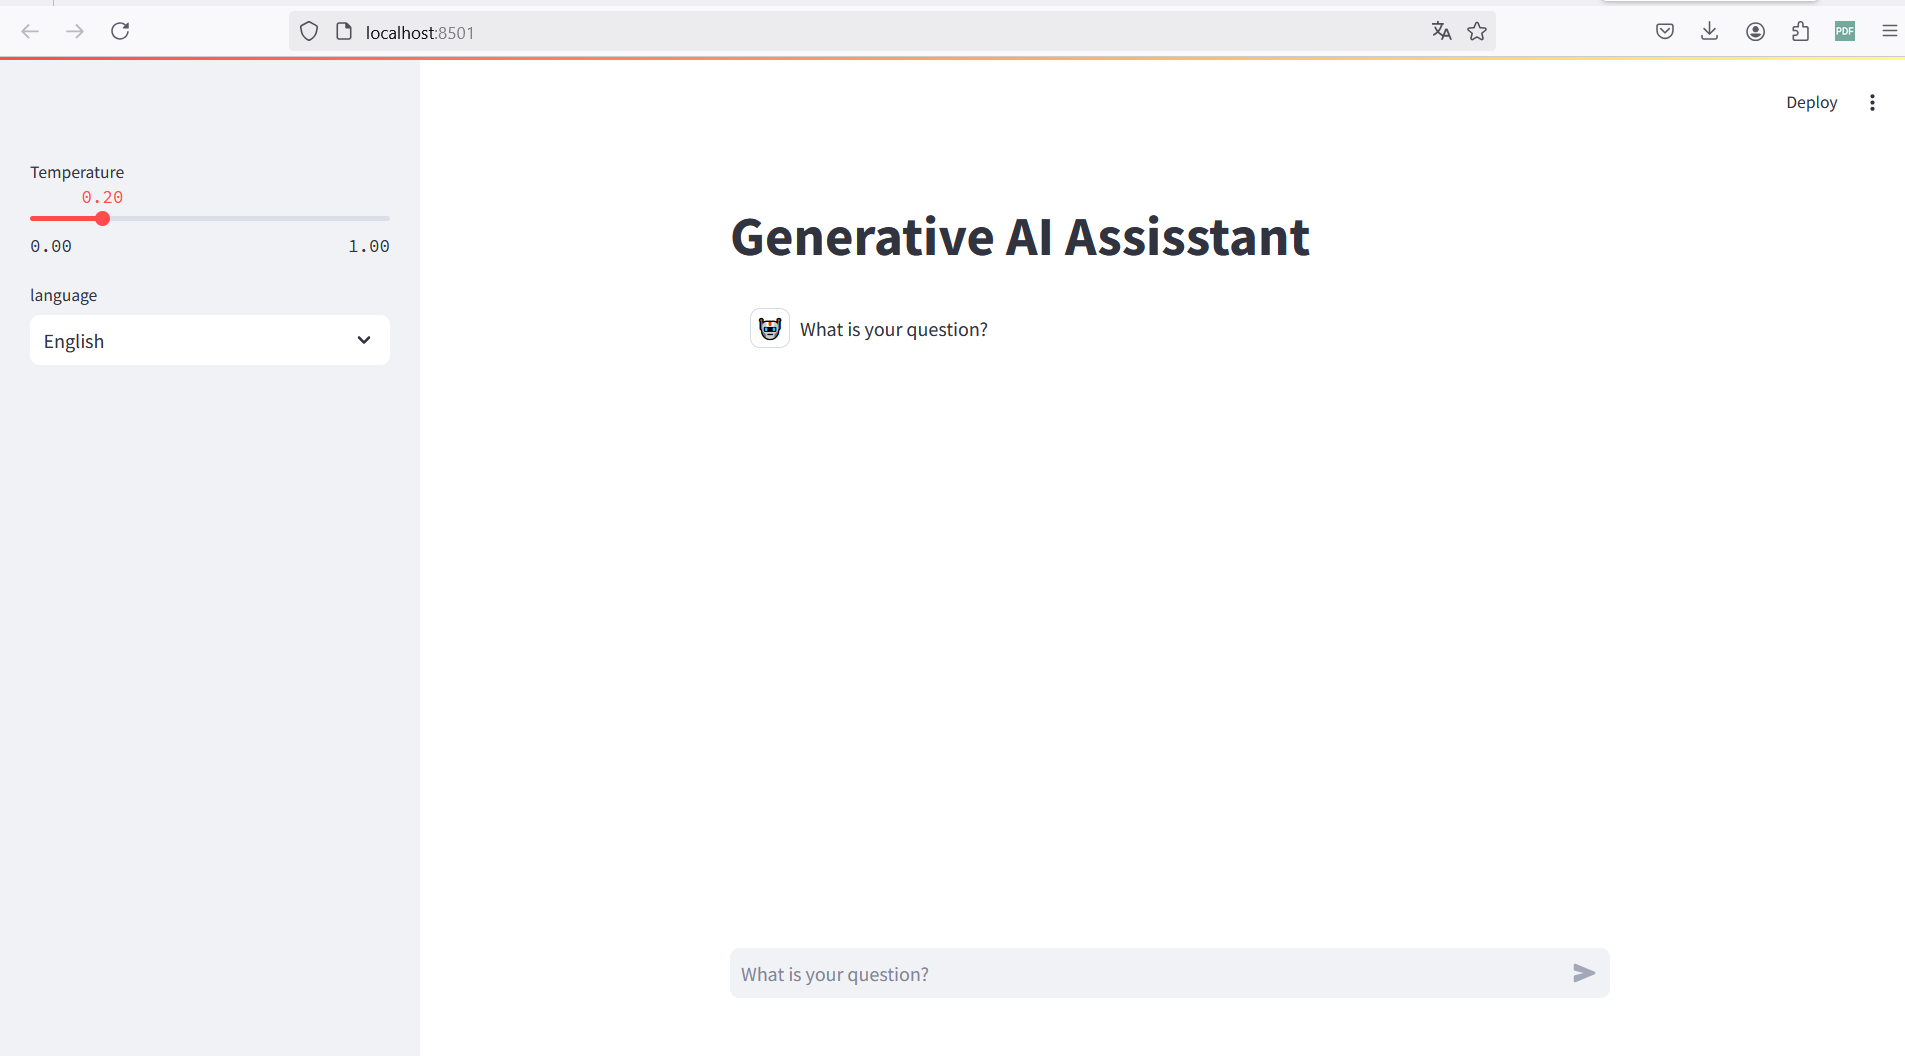 localhost:8501
PDF
Deploy
Temperature
0.20
0.00 1.00
language
English
Generative AI Assisstant
What is your question?
What is your question?